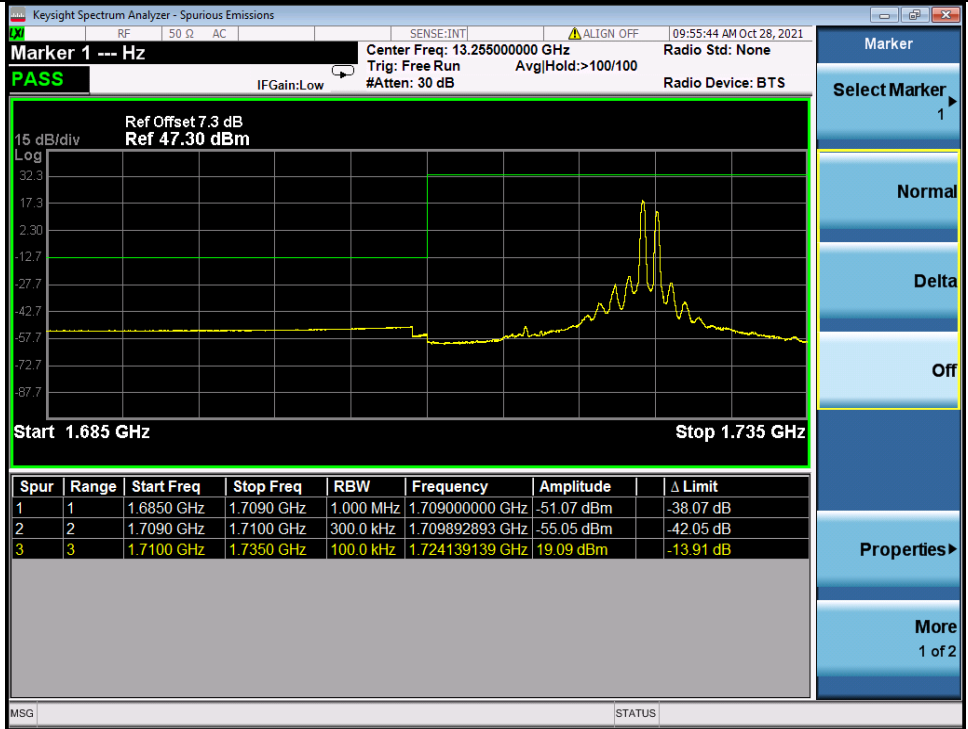 Keysight Spectrum Analyzer - Spurious Emissions
LXI RF 50 Ω AC SENSE:INT ALIGN OFF 09:55:44 AM Oct 28, 2021
Marker 1 --- Hz
Center Freq: 13.255000000 GHz
Radio Std: None
Trig: Free Run Avg|Hold:>100/100
PASS
IFGain:Low
#Atten: 30 dB
Radio Device: BTS
Ref Offset 7.3 dB
15 dB/div Ref 47.30 dBm
Log
32.3
17.3
2.30
-12.7
-27.7
-42.7
-57.7
-72.7
-87.7
Start 1.685 GHz Stop 1.735 GHz
Spur Range Start Freq Stop Freq RBW Frequency Amplitude Δ Limit
1 1 1.6850 GHz 1.7090 GHz 1.000 MHz 1.709000000 GHz -51.07 dBm -38.07 dB
2 2 1.7090 GHz 1.7100 GHz 300.0 kHz 1.709892893 GHz -55.05 dBm -42.05 dB
3 3 1.7100 GHz 1.7350 GHz 100.0 kHz 1.724139139 GHz 19.09 dBm -13.91 dB
Marker
Select Marker
1
Normal
Delta
Off
Properties
More
1 of 2
MSG STATUS